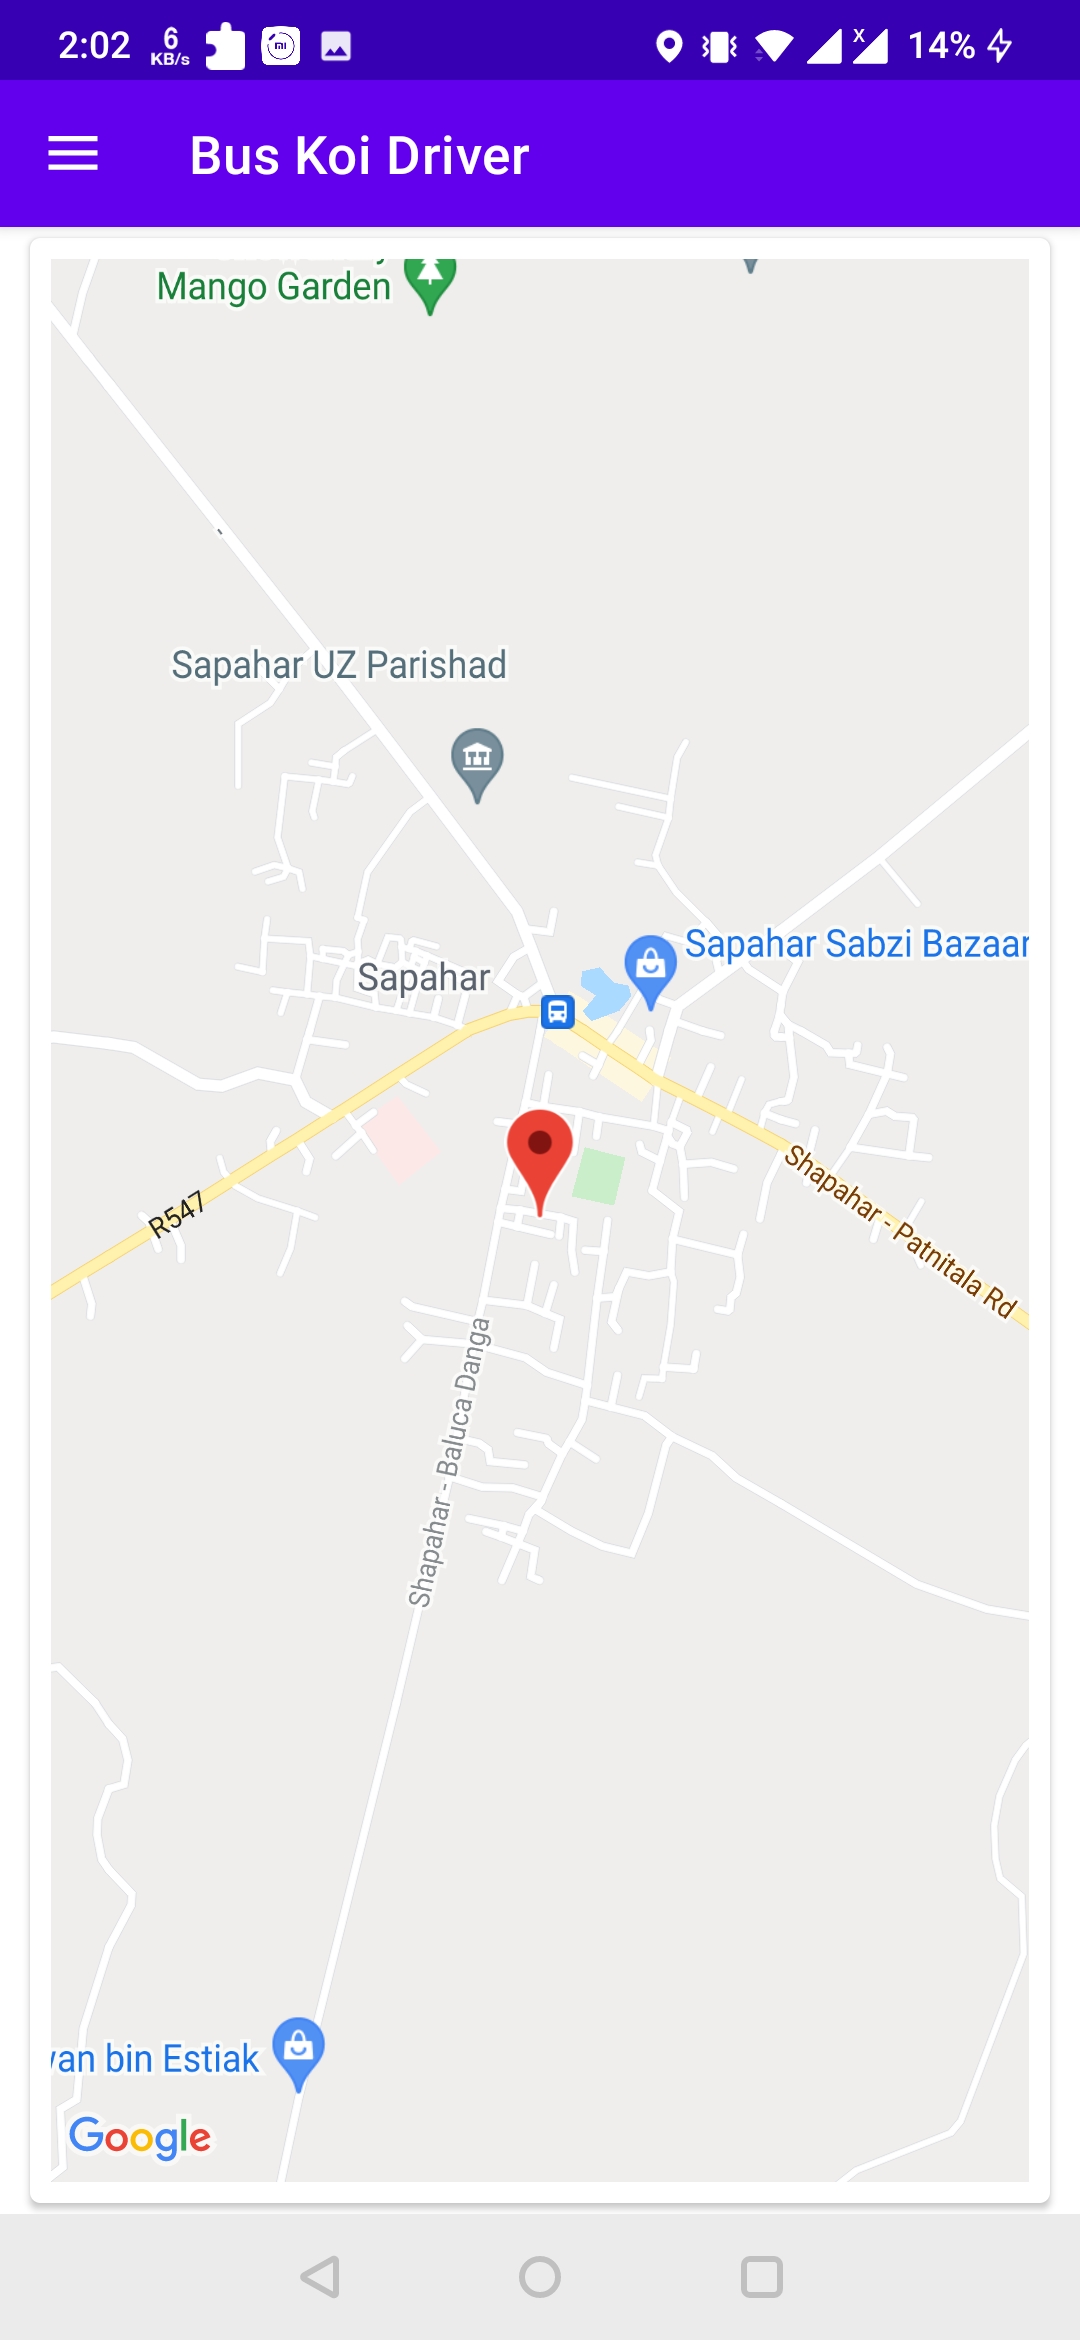 2:02
6
KB/s
14%
Bus Koi Driver
Mango Garden
Sapahar UZ Parishad
Sapahar Sabzi Bazaar
Sapahar
R547
Shapahar - Patnitala Rd
Shapahar - Baluca Danga
bin Estiak
Google